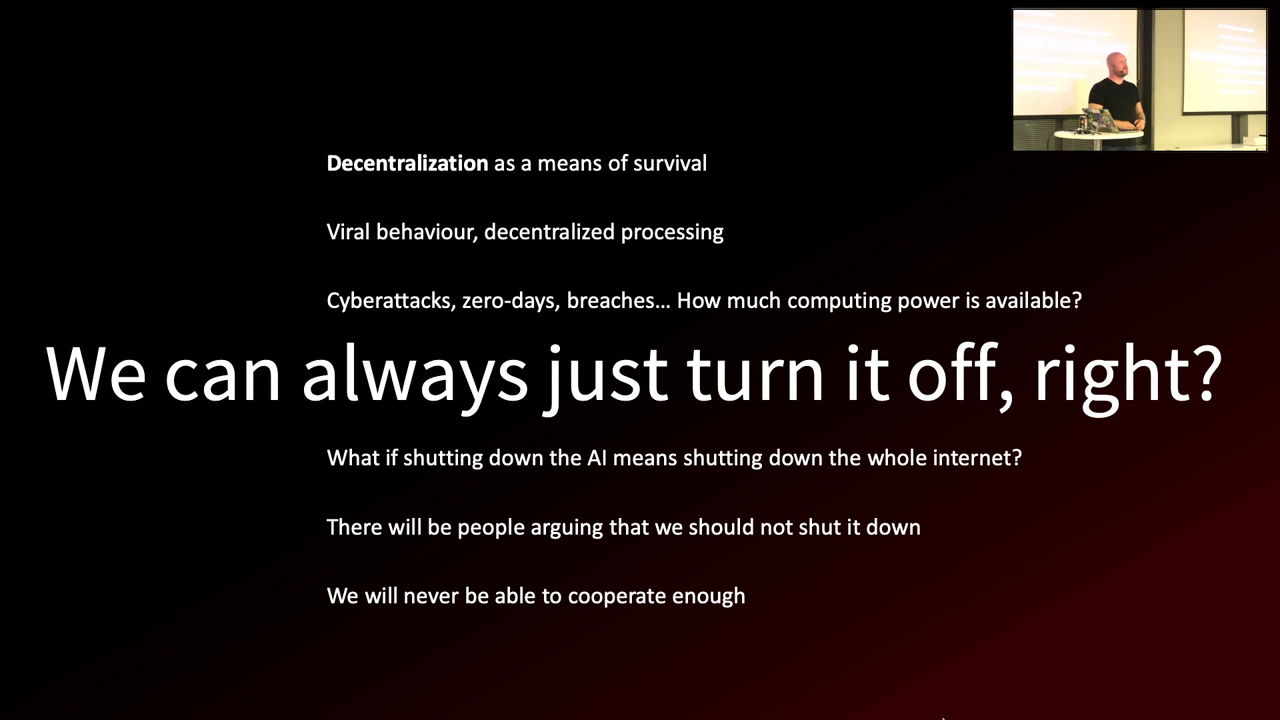 Decentralization as a means of survival
Viral behaviour, decentralized processing
Cyberattacks, zero-days, breaches... How much computing power is available?
We can always just turn it off, right?
What if shutting down the AI means shutting down the whole internet?
There will be people arguing that we should not shut it down
We will never be able to cooperate enough